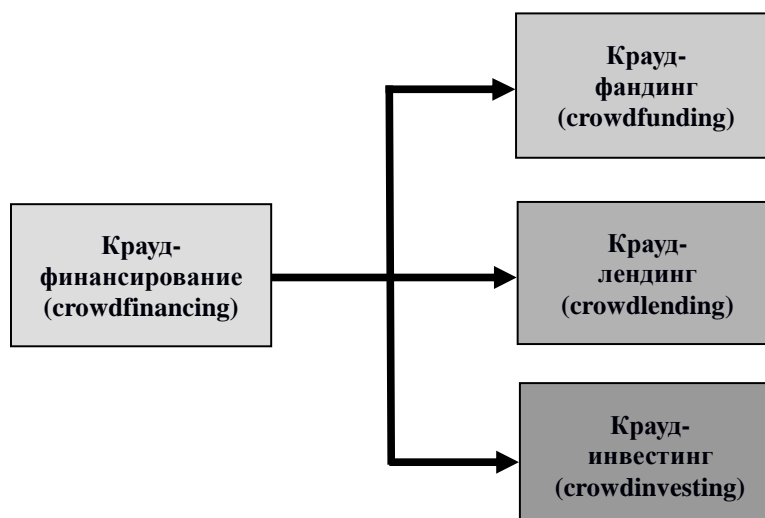 Крауд-
фандинг
(crowdfunding)
Крауд-
финансирование
(crowdfinancing)
Крауд-
лендинг
(crowdlending)
Крауд-
инвестинг
(crowdinvesting)